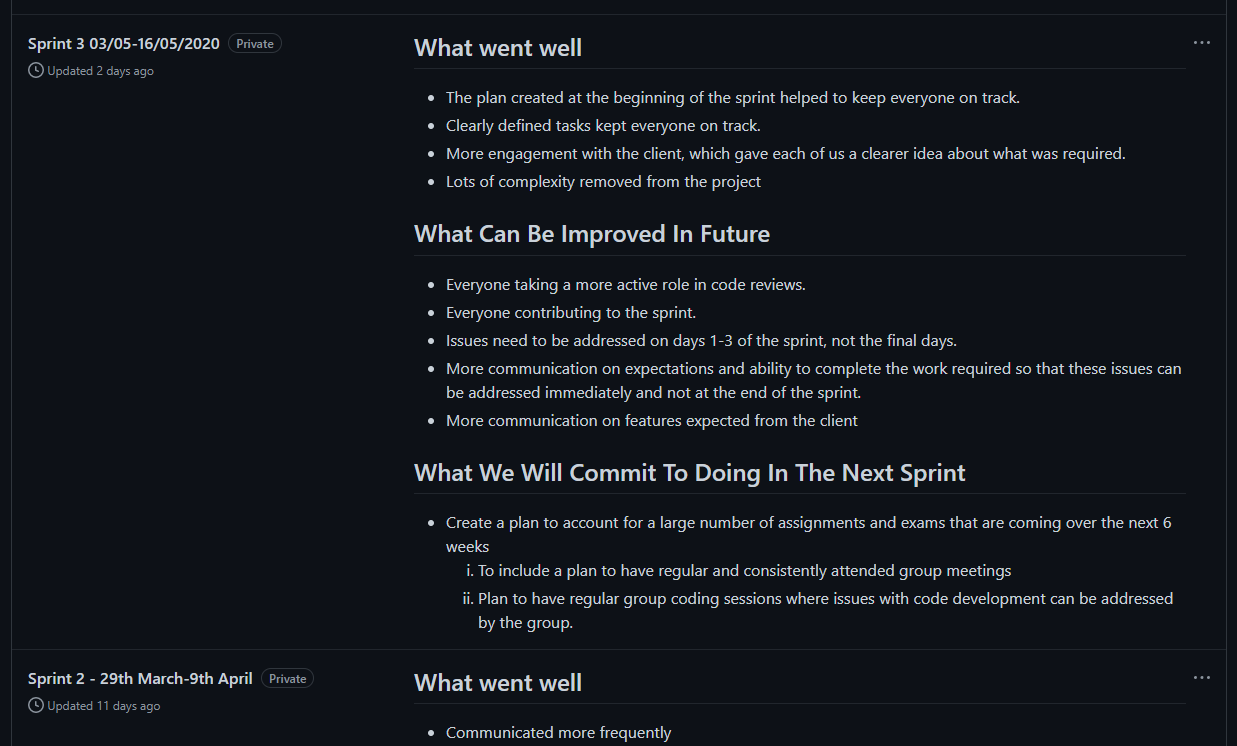 Sprint 3 03/05-16/05/2020 Private
Updated 2 days ago
What went well
The plan created at the beginning of the sprint helped to keep everyone on track.
Clearly defined tasks kept everyone on track.
More engagement with the client, which gave each of us a clearer idea about what was required.
Lots of complexity removed from the project
What Can Be Improved In Future
Everyone taking a more active role in code reviews.
Everyone contributing to the sprint.
Issues need to be addressed on days 1-3 of the sprint, not the final days.
More communication on expectations and ability to complete the work required so that these issues can
be addressed immediately and not at the end of the sprint.
More communication on features expected from the client
What We Will Commit To Doing In The Next Sprint
Create a plan to account for a large number of assignments and exams that are coming over the next 6
weeks
i. To include a plan to have regular and consistently attended group meetings
ii. Plan to have regular group coding sessions where issues with code development can be addressed
by the group.
Sprint 2 - 29th March-9th April Private
Updated 11 days ago
What went well
Communicated more frequently